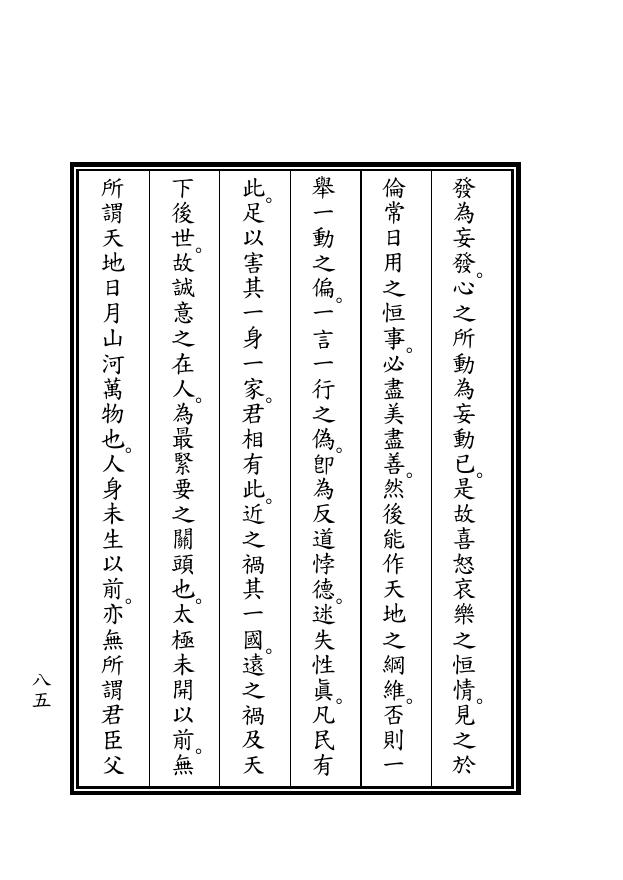 發為妄發。心之所動為妄動已。是故喜怒哀樂之恒情。見之於
倫常日用之恒事。必盡美盡善。然後能作天地之綱維。否則一
舉一動之偏。一言一行之偽。卽為反道悖德。迷失性眞。凡民有
此。足以害其一身一家。君相有此。近之禍其一國。遠之禍及天
下後世。故誠意之在人。為最緊要之關頭也。太極未開以前。無
所謂天地日月山河萬物也。人身未生以前。亦無所謂君臣父
八五